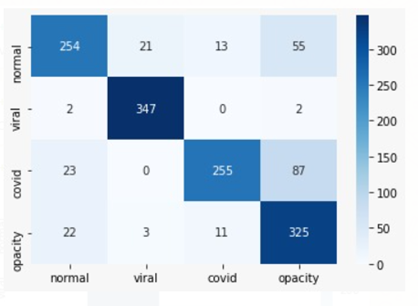 normal 254 21 13 55
viral 2 347 0 2
covid 23 0 255 87
opacity 22 3 11 325
normal viral covid opacity
300
250
200
150
100
50
0